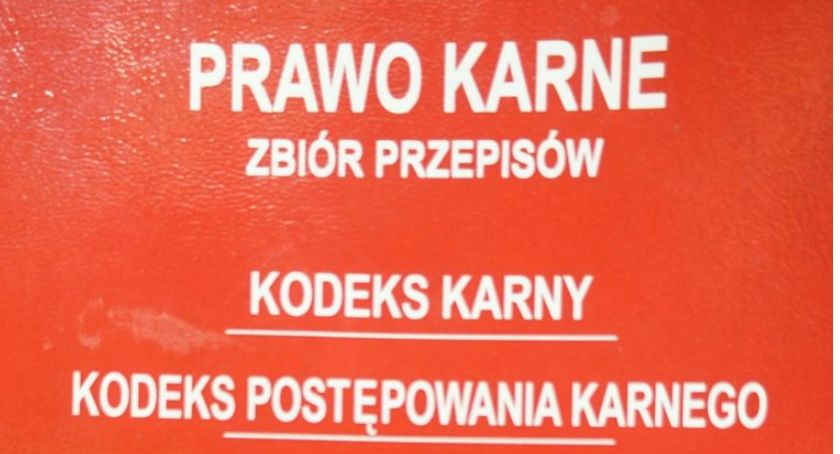 PRAWO KARNE
ZBIÓR PRZEPISÓW
KODEKS KARNY
KODEKS POSTĘPOWANIA KARNEGO